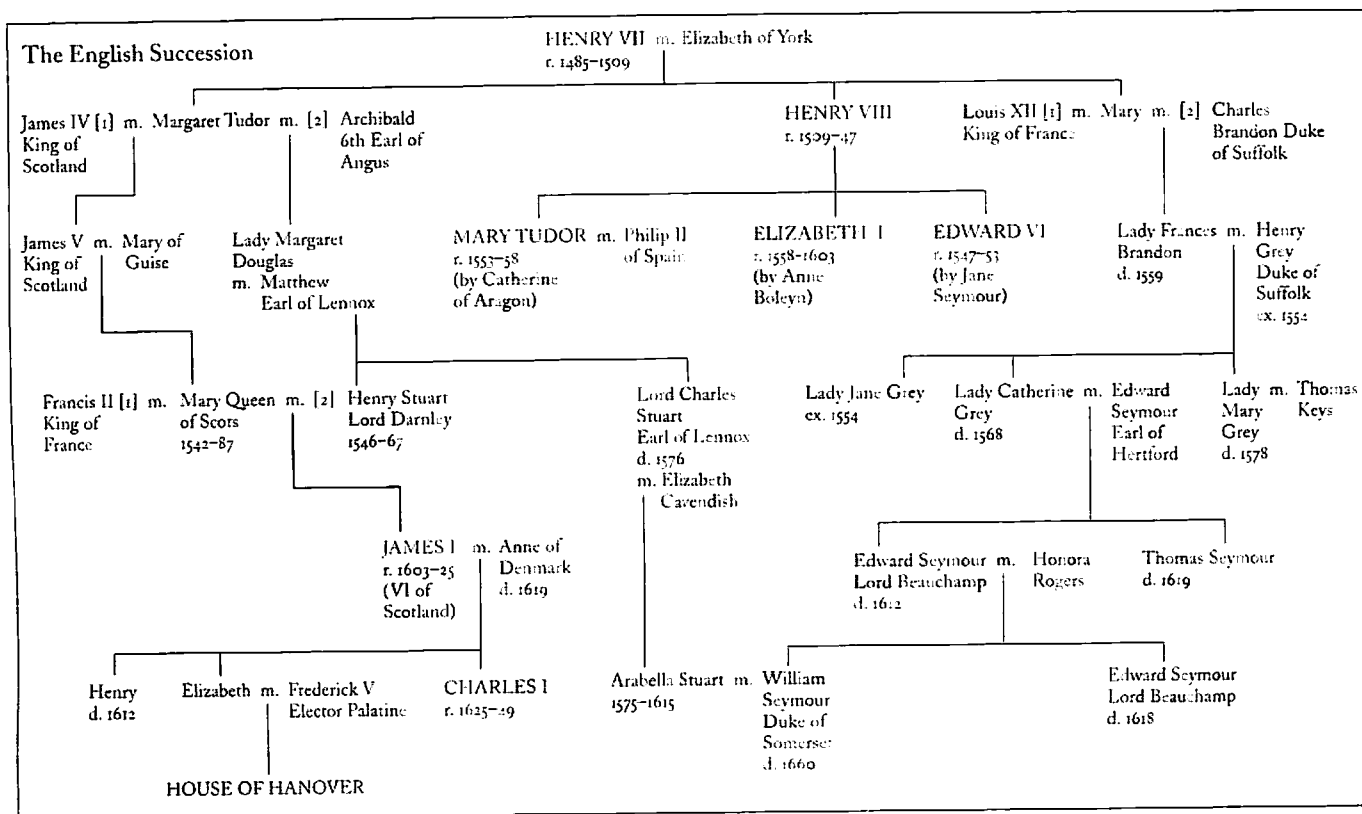 The English Succession
HENRY VII m. Elizabeth of York
r. 1485–1509
James IV [1] m. Margaret Tudor m. [2] Archibald
King of
Scotland
6th Earl of
Angus
HENRY VIII
r. 1509–47
Louis XII [1] m. Mary m. [2] Charles
King of France
Brandon Duke
of Suffolk
James V m. Mary of
King of
Scotland
Guise
Lady Margaret
Douglas
m. Matthew
Earl of Lennox
MARY TUDOR m. Philip II
r. 1553–58
of Spain
(by Catherine
of Aragon)
ELIZABETH I
r. 1558–1603
(by Anne
Boleyn)
EDWARD VI
r. 1547–53
(by Jane
Seymour)
Lady Frances m. Henry
Brandon
d. 1559
Grey
Duke of
Suffolk
ex. 1554
Francis II [1] m. Mary Queen m. [2] Henry Stuart
King of
France
of Scots
1542–87
Lord Darnley
1546–67
Lord Charles
Stuart
Earl of Lennox
d. 1576
m. Elizabeth
Cavendish
Lady Jane Grey
ex. 1554
Lady Catherine m. Edward
Grey
d. 1568
Seymour
Earl of
Hertford
Lady m. Thomas
Mary
Grey
d. 1578
Keys
JAMES I m. Anne of
r. 1603–25
(VI of
Scotland)
Denmark
d. 1619
Edward Seymour m. Honora
Lord Beauchamp
d. 1612
Rogers
Thomas Seymour
d. 1619
Henry
d. 1612
Elizabeth m. Frederick V
Elector Palatine
CHARLES I
r. 1625–49
Arabella Stuart m. William
1575–1615
Seymour
Duke of
Somerset
d. 1660
Edward Seymour
Lord Beauchamp
d. 1618
HOUSE OF HANOVER